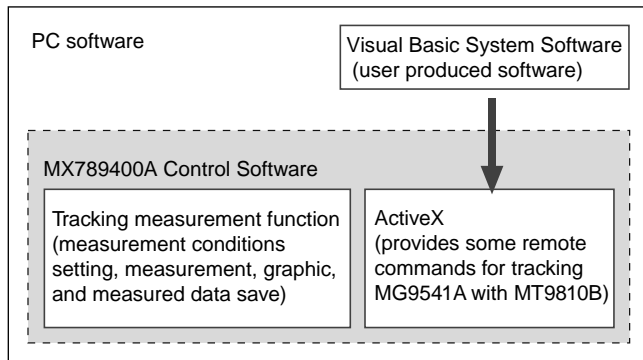 PC software
Visual Basic System Software
(user produced software)
MX789400A Control Software
Tracking measurement function
(measurement conditions
setting, measurement, graphic,
and measured data save)
ActiveX
(provides some remote
commands for tracking
MG9541A with MT9810B)